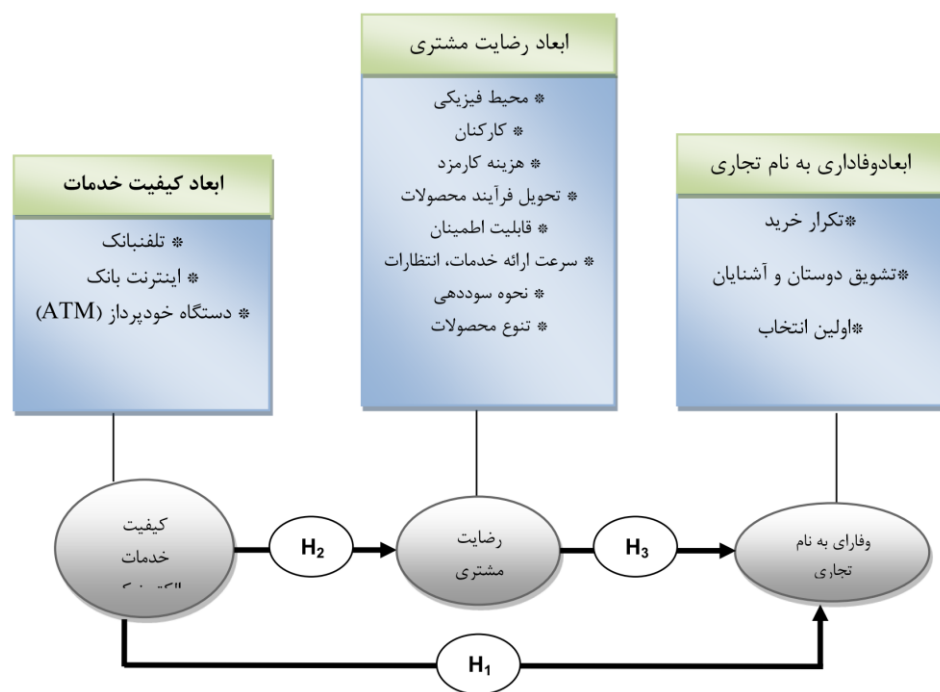 ابعاد رضایت مشتری
* محیط فیزیکی
* کارکنان
* هزینه کارمزد
* تحویل فرآیند محصولات
* قابلیت اطمینان
* سرعت ارائه خدمات، انتظارات
* نحوه سوددهی
* تنوع محصولات
ابعادوفاداری به نام تجاری
*تکرار خرید
*تشویق دوستان و آشنایان
*اولین انتخاب
ابعاد کیفیت خدمات
* تلفنبانک
* اینترنت بانک
* دستگاه خودپرداز (ATM)
کیفیت
خدمات
H2
رضایت
مشتری
H3
وفارای به نام
تجاری
H1